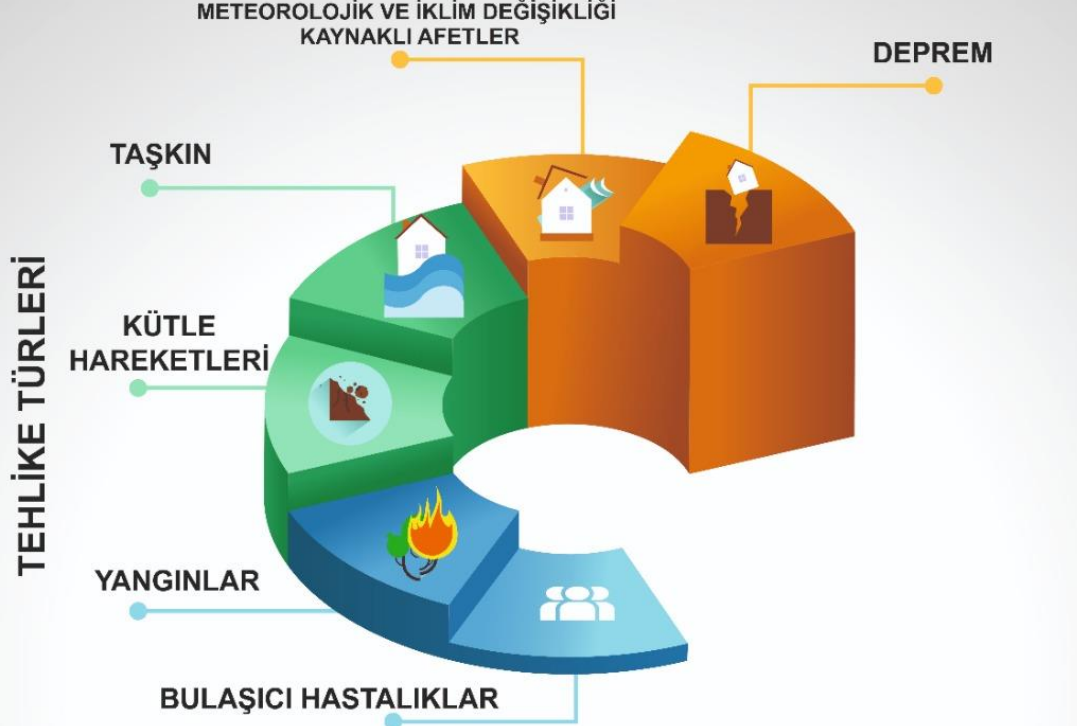 METEOROLOJİK VE İKLİM DEĞİŞİKLİĞİ
KAYNAKLI AFETLER
DEPREM
TAŞKIN
KÜTLE
HAREKETLERİ
TEHLİKE TÜRLERİ
YANGINLAR
BULAŞICI HASTALIKLAR